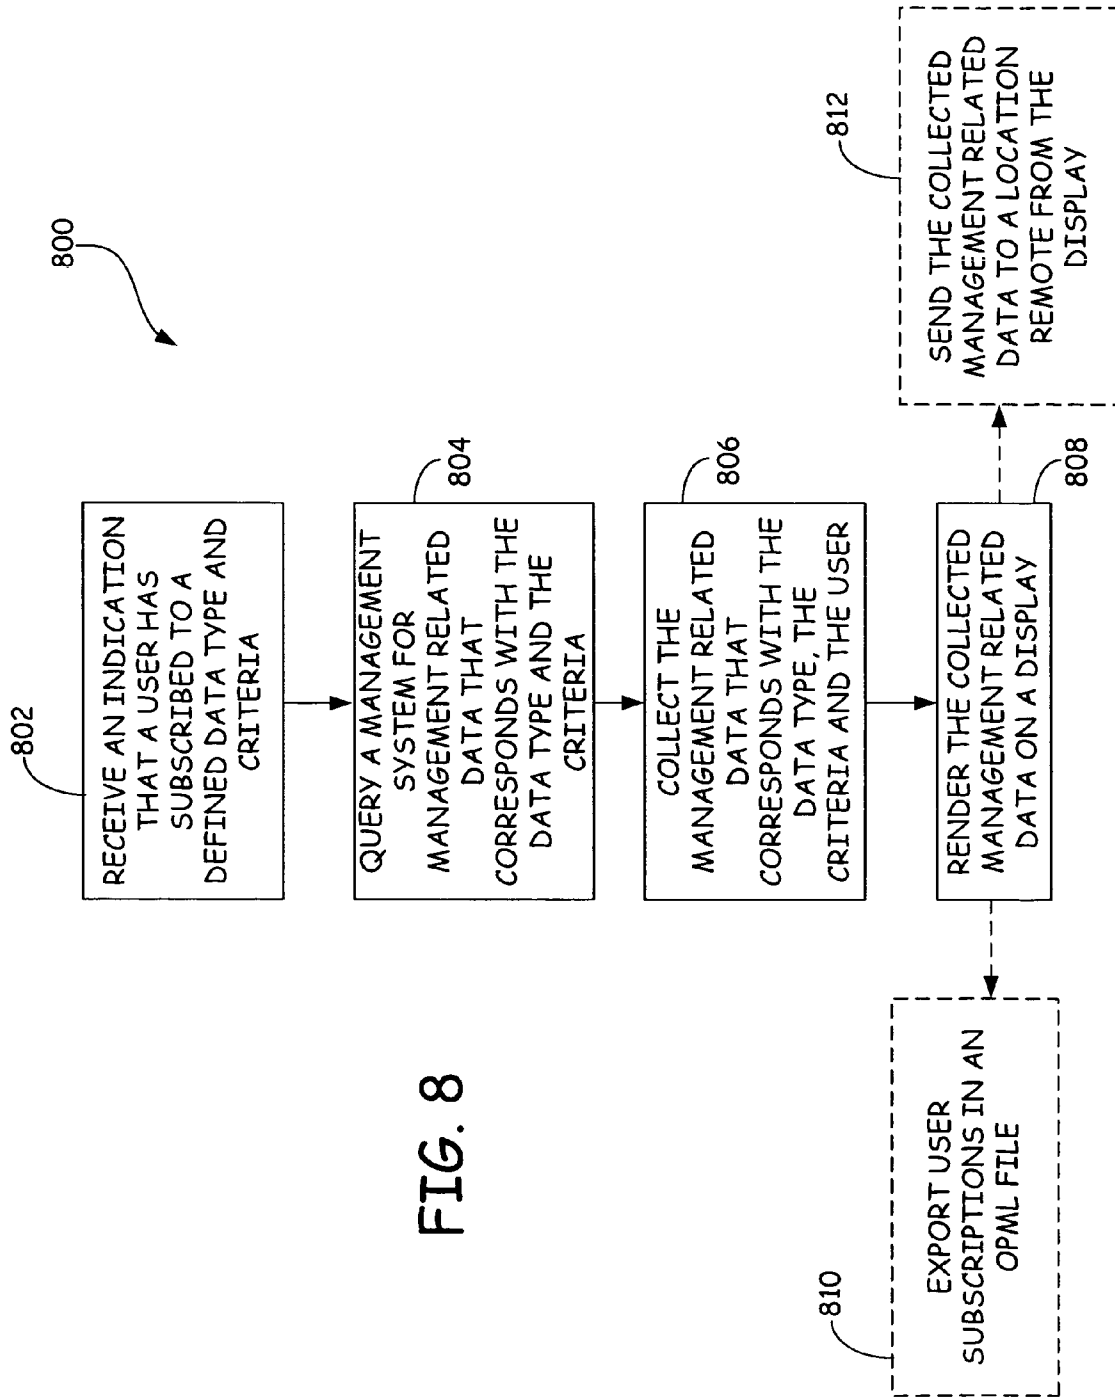 800
802
RECEIVE AN INDICATION
THAT A USER HAS
SUBSCRIBED TO A
DEFINED DATA TYPE AND
CRITERIA
804
QUERY A MANAGEMENT
SYSTEM FOR
MANAGEMENT RELATED
DATA THAT
CORRESPONDS WITH THE
DATA TYPE AND THE
CRITERIA
806
COLLECT THE
MANAGEMENT RELATED
DATA THAT
CORRESPONDS WITH THE
DATA TYPE, THE
CRITERIA AND THE USER
808
RENDER THE COLLECTED
MANAGEMENT RELATED
DATA ON A DISPLAY
810
EXPORT USER
SUBSCRIPTIONS IN AN
OPML FILE
812
SEND THE COLLECTED
MANAGEMENT RELATED
DATA TO A LOCATION
REMOTE FROM THE
DISPLAY
FIG. 8